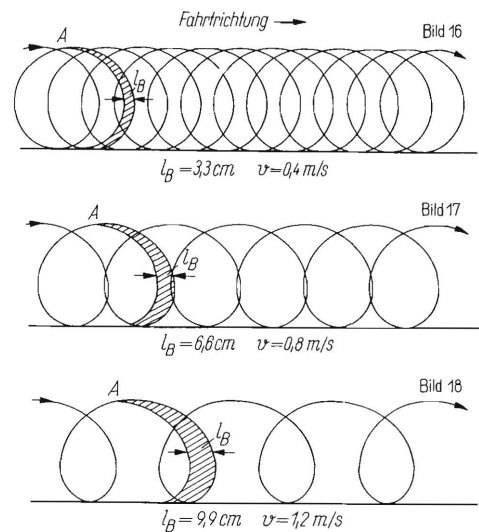 Fahrtrichtung
Bild 16
A
l_B
l_B = 3,3 cm v = 0,4 m/s
Bild 17
A
l_B
l_B = 6,6 cm v = 0,8 m/s
Bild 18
A
l_B
l_B = 9,9 cm v = 1,2 m/s